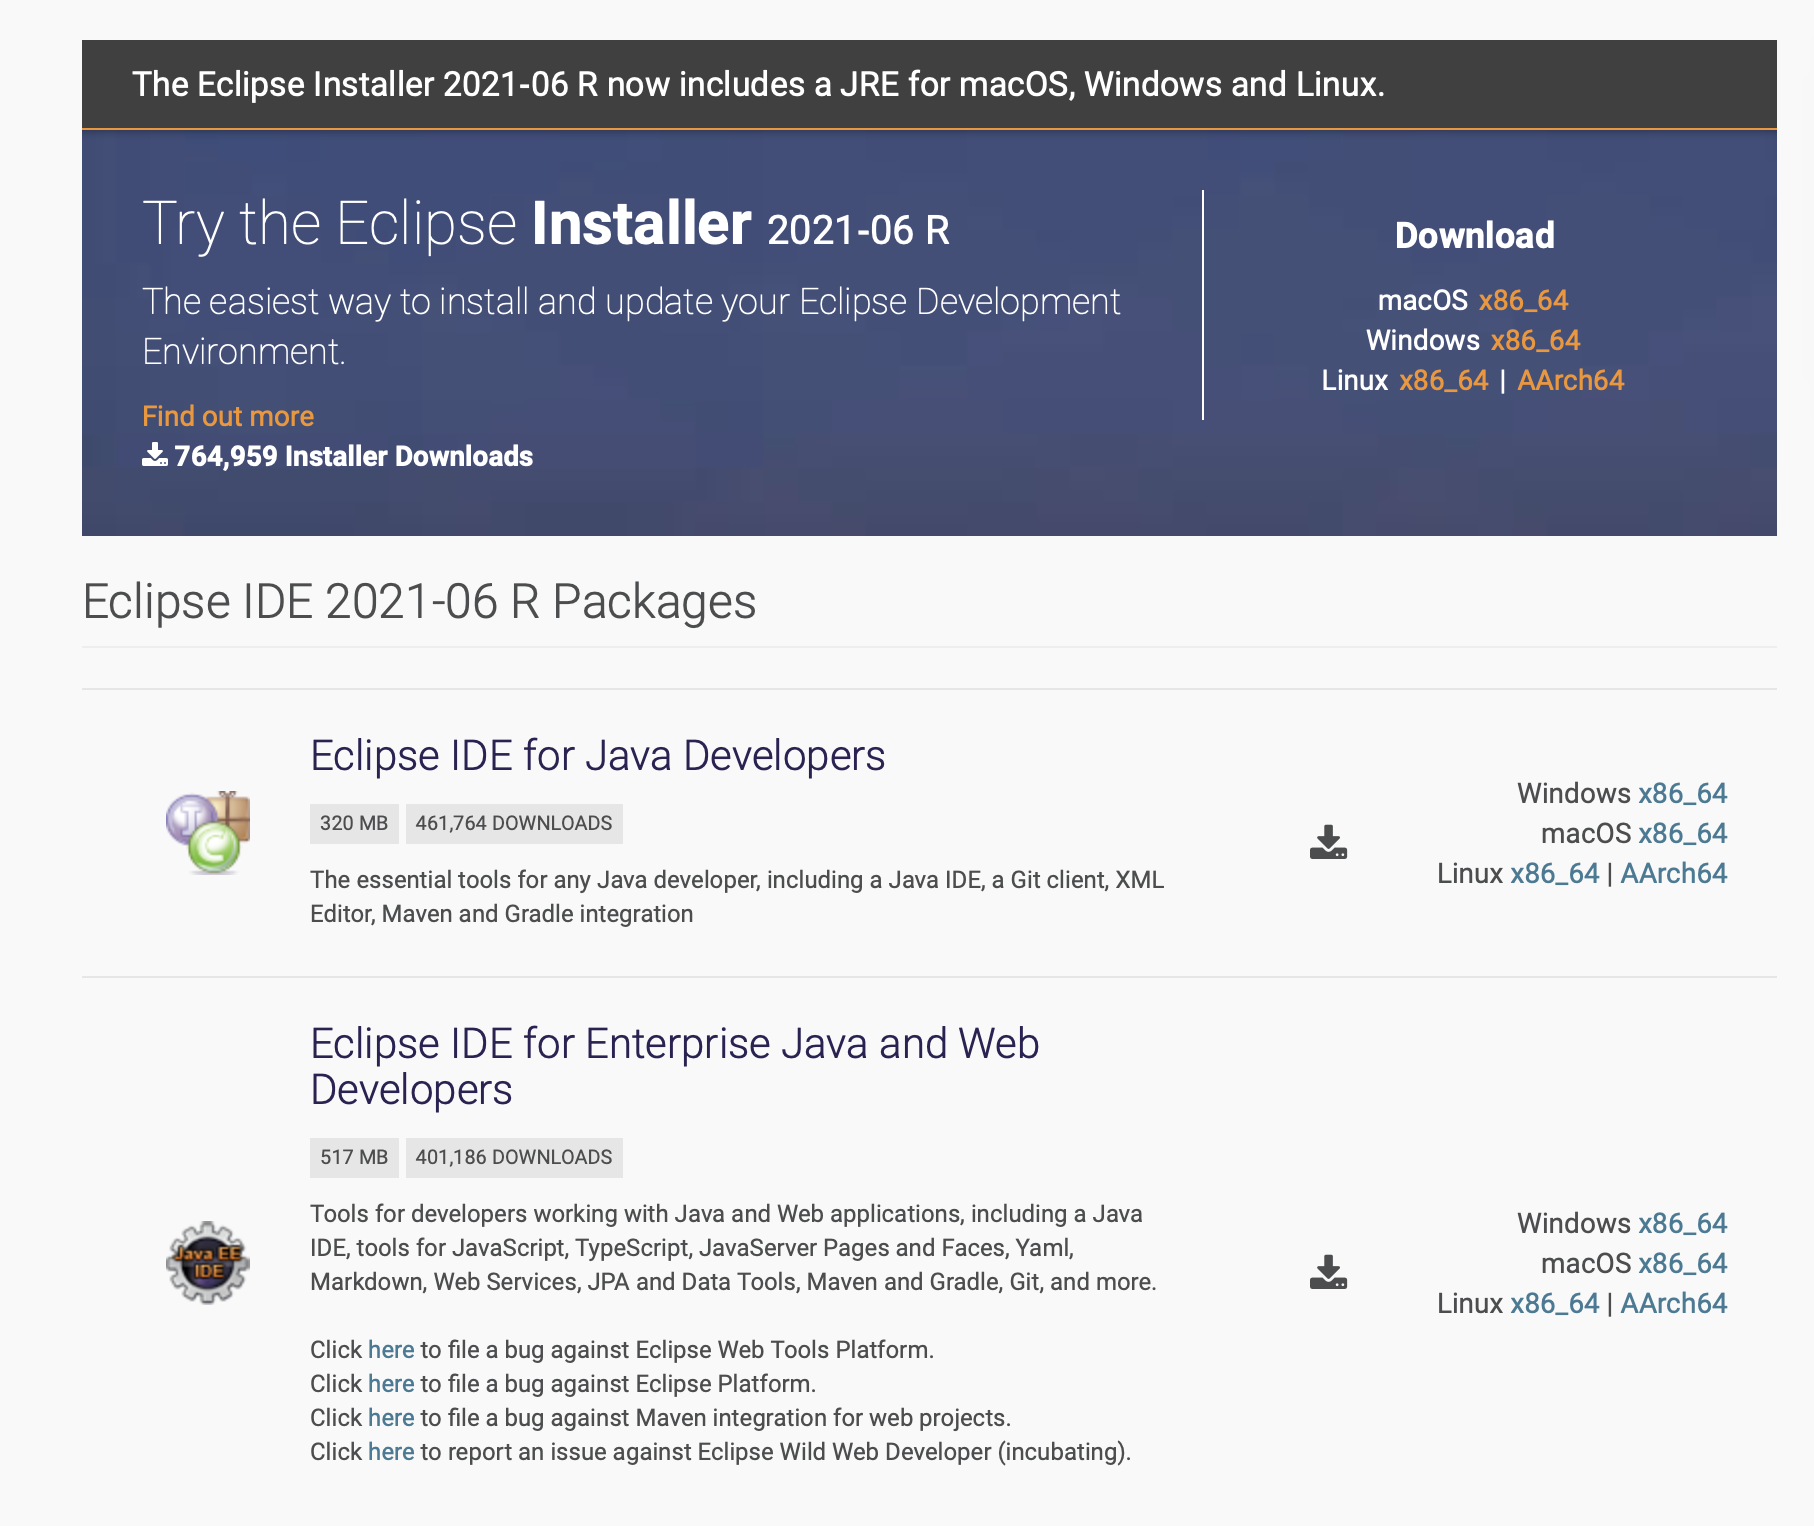 The Eclipse Installer 2021-06 R now includes a JRE for macOS, Windows and Linux.
Try the Eclipse Installer 2021-06 R
The easiest way to install and update your Eclipse Development
Environment.
Find out more
764,959 Installer Downloads
Download
macOS x86_64
Windows x86_64
Linux x86_64 | AArch64
Eclipse IDE 2021-06 R Packages
Eclipse IDE for Java Developers
320 MB 461,764 DOWNLOADS
The essential tools for any Java developer, including a Java IDE, a Git client, XML
Editor, Maven and Gradle integration
Windows x86_64
macOS x86_64
Linux x86_64 | AArch64
Eclipse IDE for Enterprise Java and Web
Developers
517 MB 401,186 DOWNLOADS
Java EE
IDE
Tools for developers working with Java and Web applications, including a Java
IDE, tools for JavaScript, TypeScript, JavaServer Pages and Faces, Yaml,
Markdown, Web Services, JPA and Data Tools, Maven and Gradle, Git, and more.
Click here to file a bug against Eclipse Web Tools Platform.
Click here to file a bug against Eclipse Platform.
Click here to file a bug against Maven integration for web projects.
Click here to report an issue against Eclipse Wild Web Developer (incubating).
Windows x86_64
macOS x86_64
Linux x86_64 | AArch64